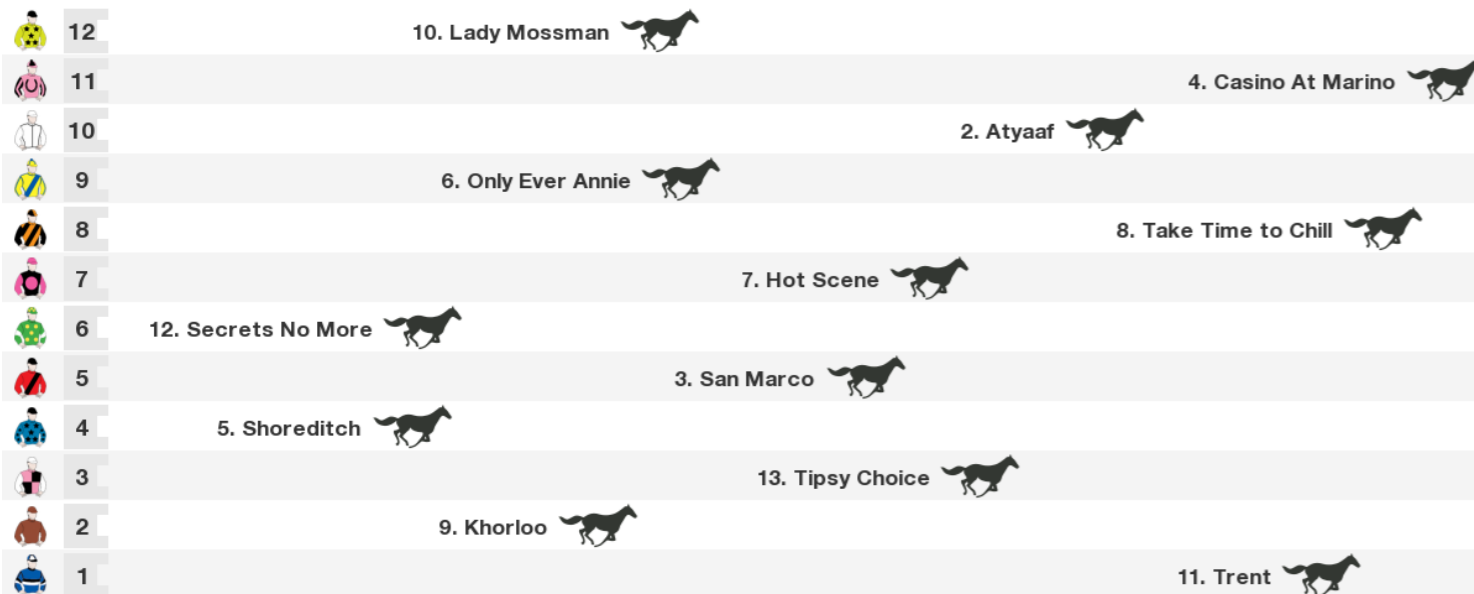 12 10. Lady Mossman
11 4. Casino At Marino
10 2. Atyaaf
9 6. Only Ever Annie
8 8. Take Time to Chill
7 7. Hot Scene
6 12. Secrets No More
5 3. San Marco
4 5. Shoreditch
3 13. Tipsy Choice
2 9. Khorloo
1 11. Trent